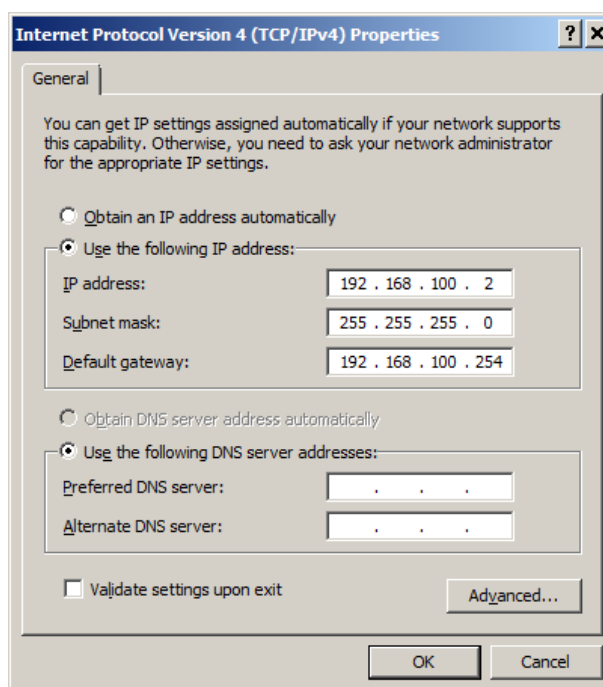 Internet Protocol Version 4 (TCP/IPv4) Properties
General
You can get IP settings assigned automatically if your network supports
this capability. Otherwise, you need to ask your network administrator
for the appropriate IP settings.
Obtain an IP address automatically
Use the following IP address:
IP address: 192 . 168 . 100 . 2
Subnet mask: 255 . 255 . 255 . 0
Default gateway: 192 . 168 . 100 . 254
Obtain DNS server address automatically
Use the following DNS server addresses:
Preferred DNS server: . . .
Alternate DNS server: . . .
Validate settings upon exit
Advanced...
OK Cancel